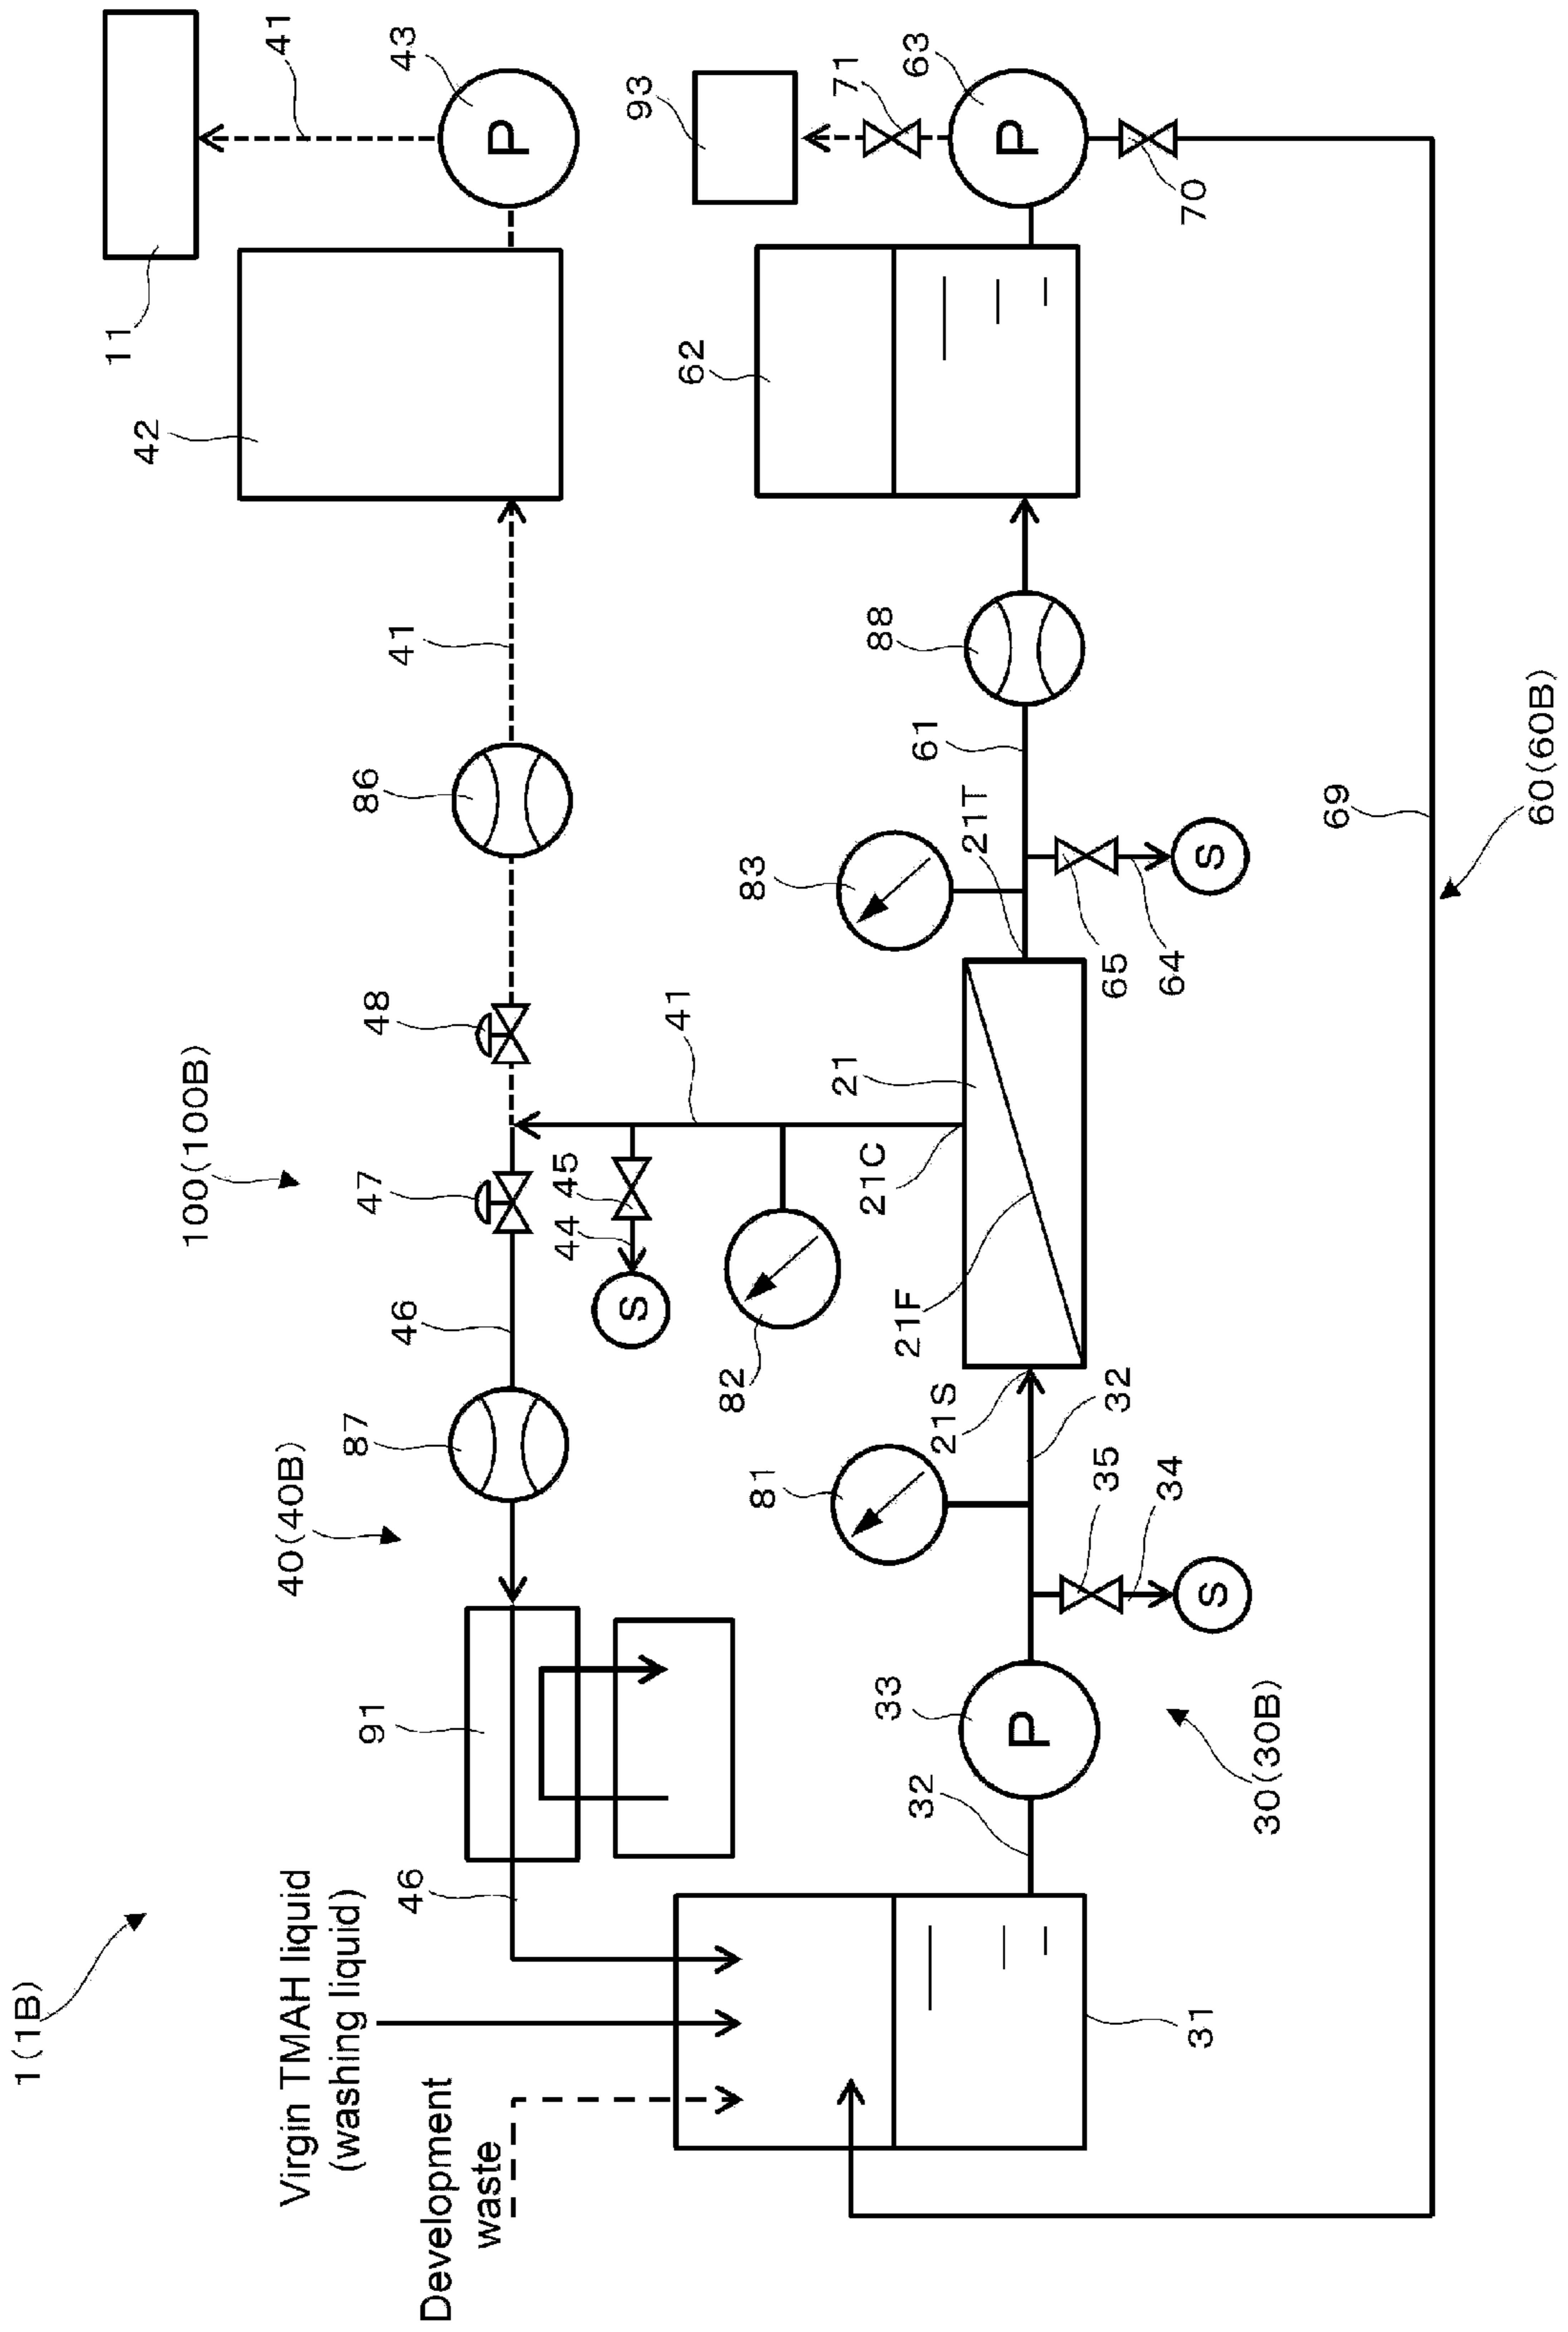 1(1B)
11
42
100(100B)
41
Virgin TMAH liquid
(washing liquid)
40(40B)
91
87
47
48
86
43
46
46
41
Development
waste
P
44
45
S
93
41
62
82
83
81
21
71
21C
88
33
21F
63
32
61
21S
21T
P
P
32
35
65
34
64
70
31
S
S
30(30B)
69
60(60B)